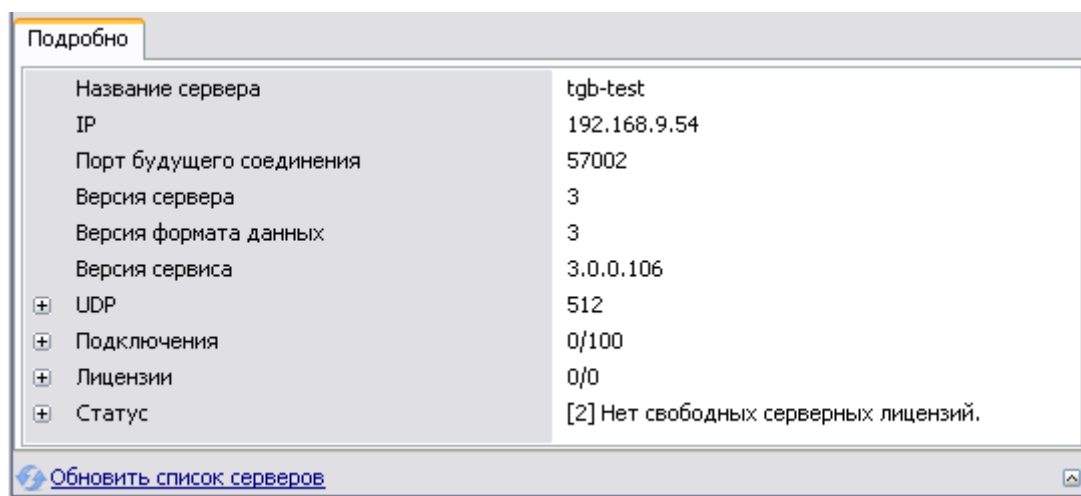 Подробно
Название сервера tgb-test
IP 192.168.9.54
Порт будущего соединения 57002
Версия сервера 3
Версия формата данных 3
Версия сервиса 3.0.0.106
UDP 512
Подключения 0/100
Лицензии 0/0
Статус [2] Нет свободных серверных лицензий.
Обновить список серверов